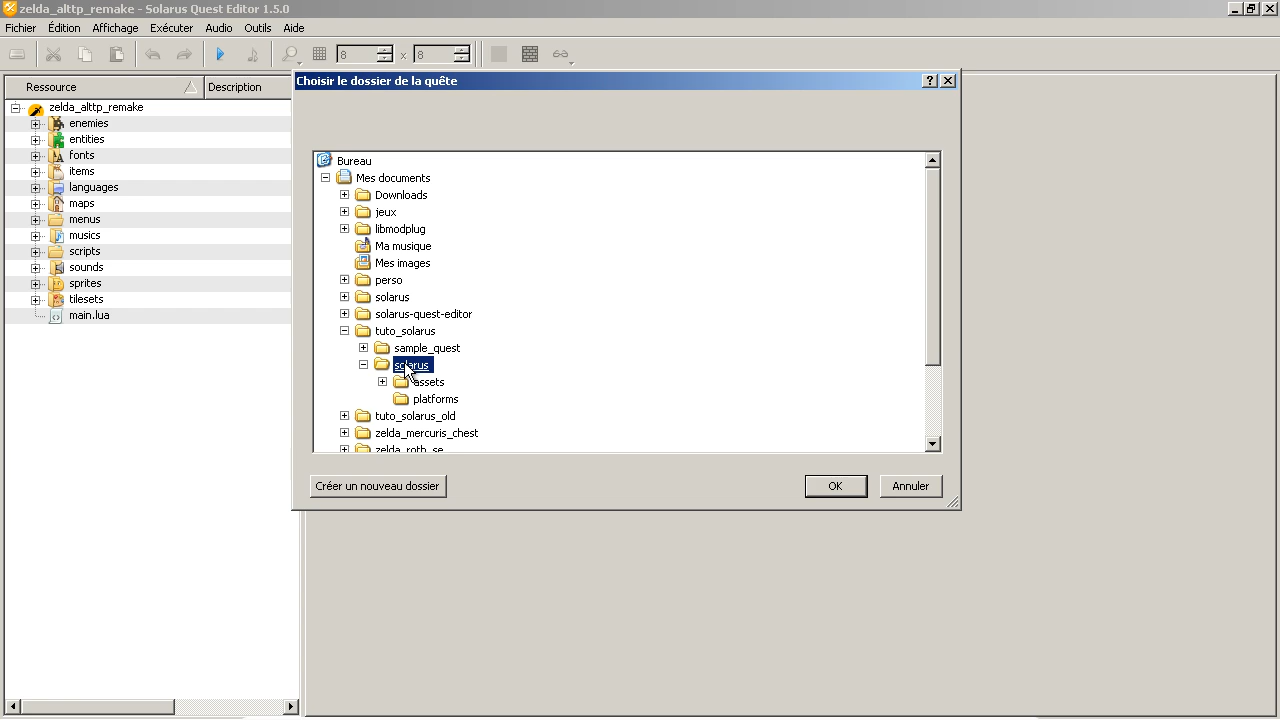 zelda_alttp_remake - Solarus Quest Editor 1.5.0
Fichier Édition Affichage Exécuter Audio Outils Aide
8 x 8
Ressource Description
zelda_alttp_remake
enemies
entities
fonts
items
languages
maps
menus
musics
scripts
sounds
sprites
tilesets
main.lua
Choisir le dossier de la quête
Bureau
Mes documents
Downloads
jeux
libmodplug
Ma musique
Mes images
perso
solarus
solarus-quest-editor
tuto_solarus
sample_quest
solarus
assets
platforms
tuto_solarus_old
zelda_mercuris_chest
zelda_roth_se
Créer un nouveau dossier OK Annuler